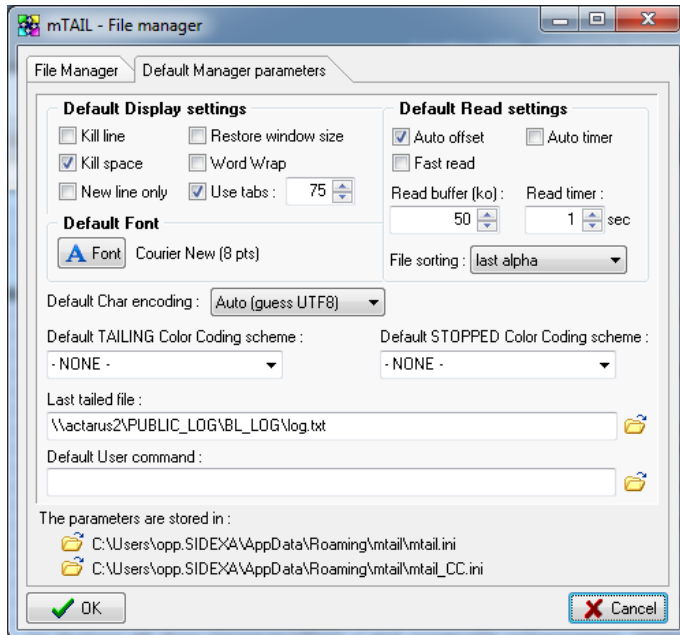 mTAIL - File manager
File Manager
Default Manager parameters
Default Display settings
Kill line
Restore window size
Kill space
Word Wrap
New line only
Use tabs :
75
Default Read settings
Auto offset
Auto timer
Fast read
Read buffer (ko) :
Read timer :
50
1
sec
File sorting :
last alpha
Default Font
A Font
Courier New (8 pts)
Default Char encoding :
Auto (guess UTF8)
Default TAILING Color Coding scheme :
Default STOPPED Color Coding scheme :
- NONE -
- NONE -
Last tailed file :
\\actarus2\PUBLIC_LOG\BL_LOG\log.txt
Default User command :
The parameters are stored in :
C:\Users\opp.SIDEXA\AppData\Roaming\mtail\mtail.ini
C:\Users\opp.SIDEXA\AppData\Roaming\mtail\mtail_CC.ini
OK
Cancel